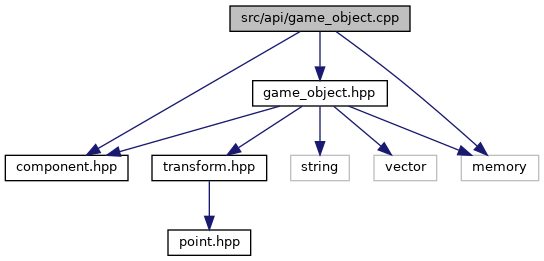 src/api/game_object.cpp
game_object.hpp
component.hpp
transform.hpp
string
vector
memory
point.hpp